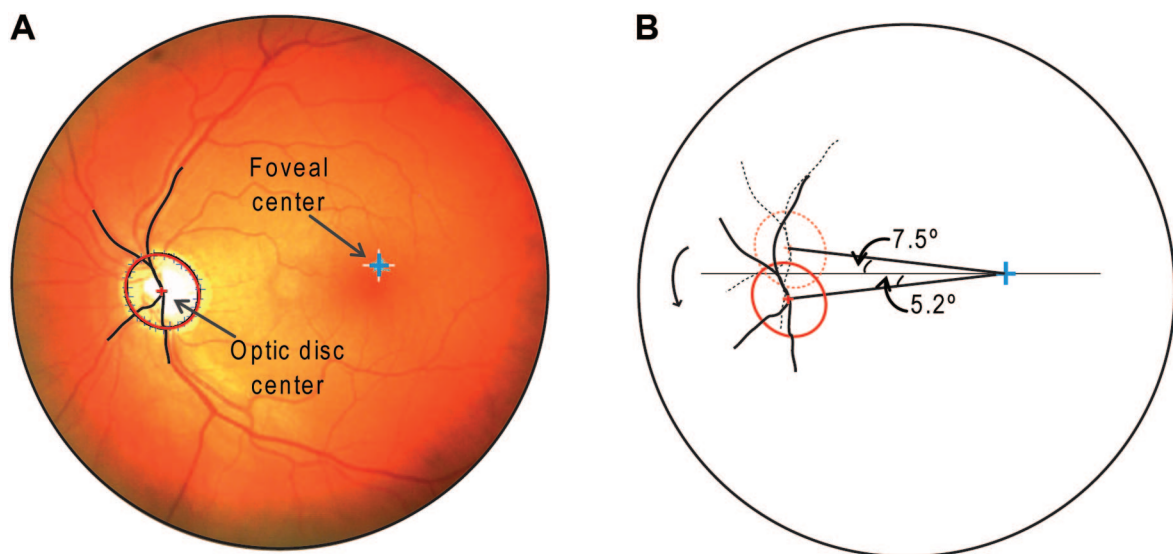 A
Foveal
center
Optic disc
center
B
7.5º
5.2º